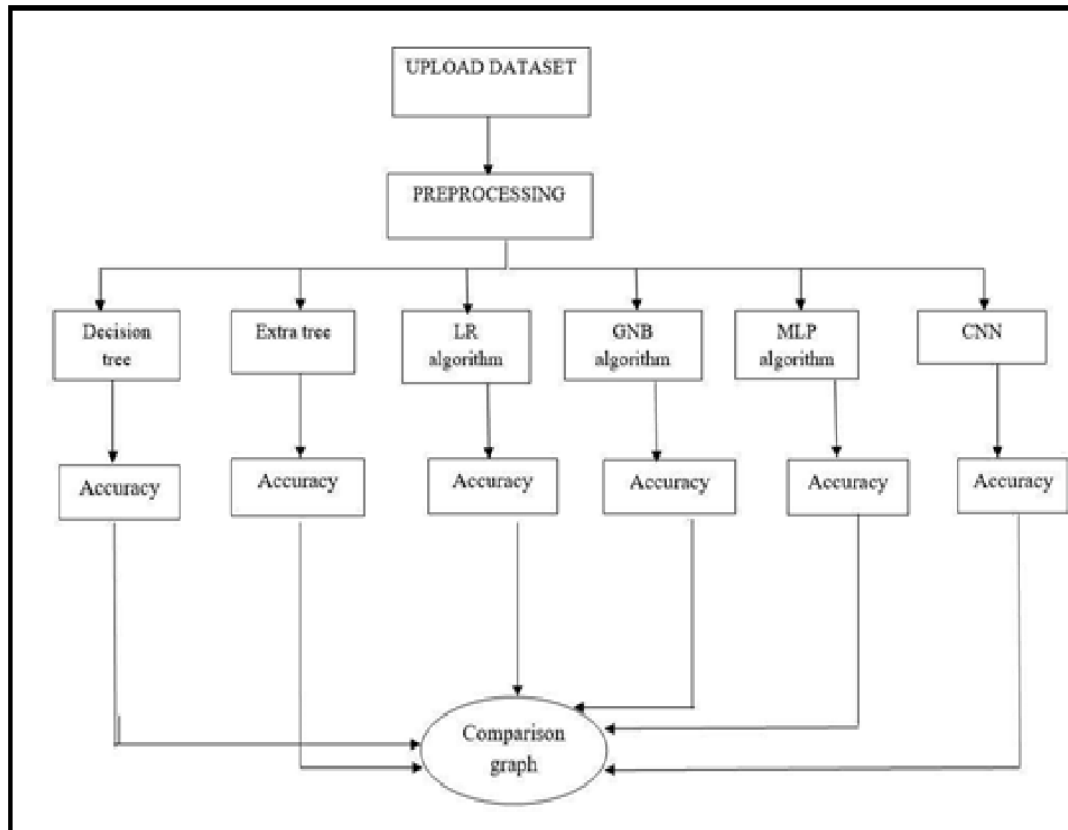 UPLOAD DATASET
PREPROCESSING
Decision
tree
Extra tree
LR
algorithm
GNB
algorithm
MLP
algorithm
CNN
Accuracy
Accuracy
Accuracy
Accuracy
Accuracy
Accuracy
Comparison
graph